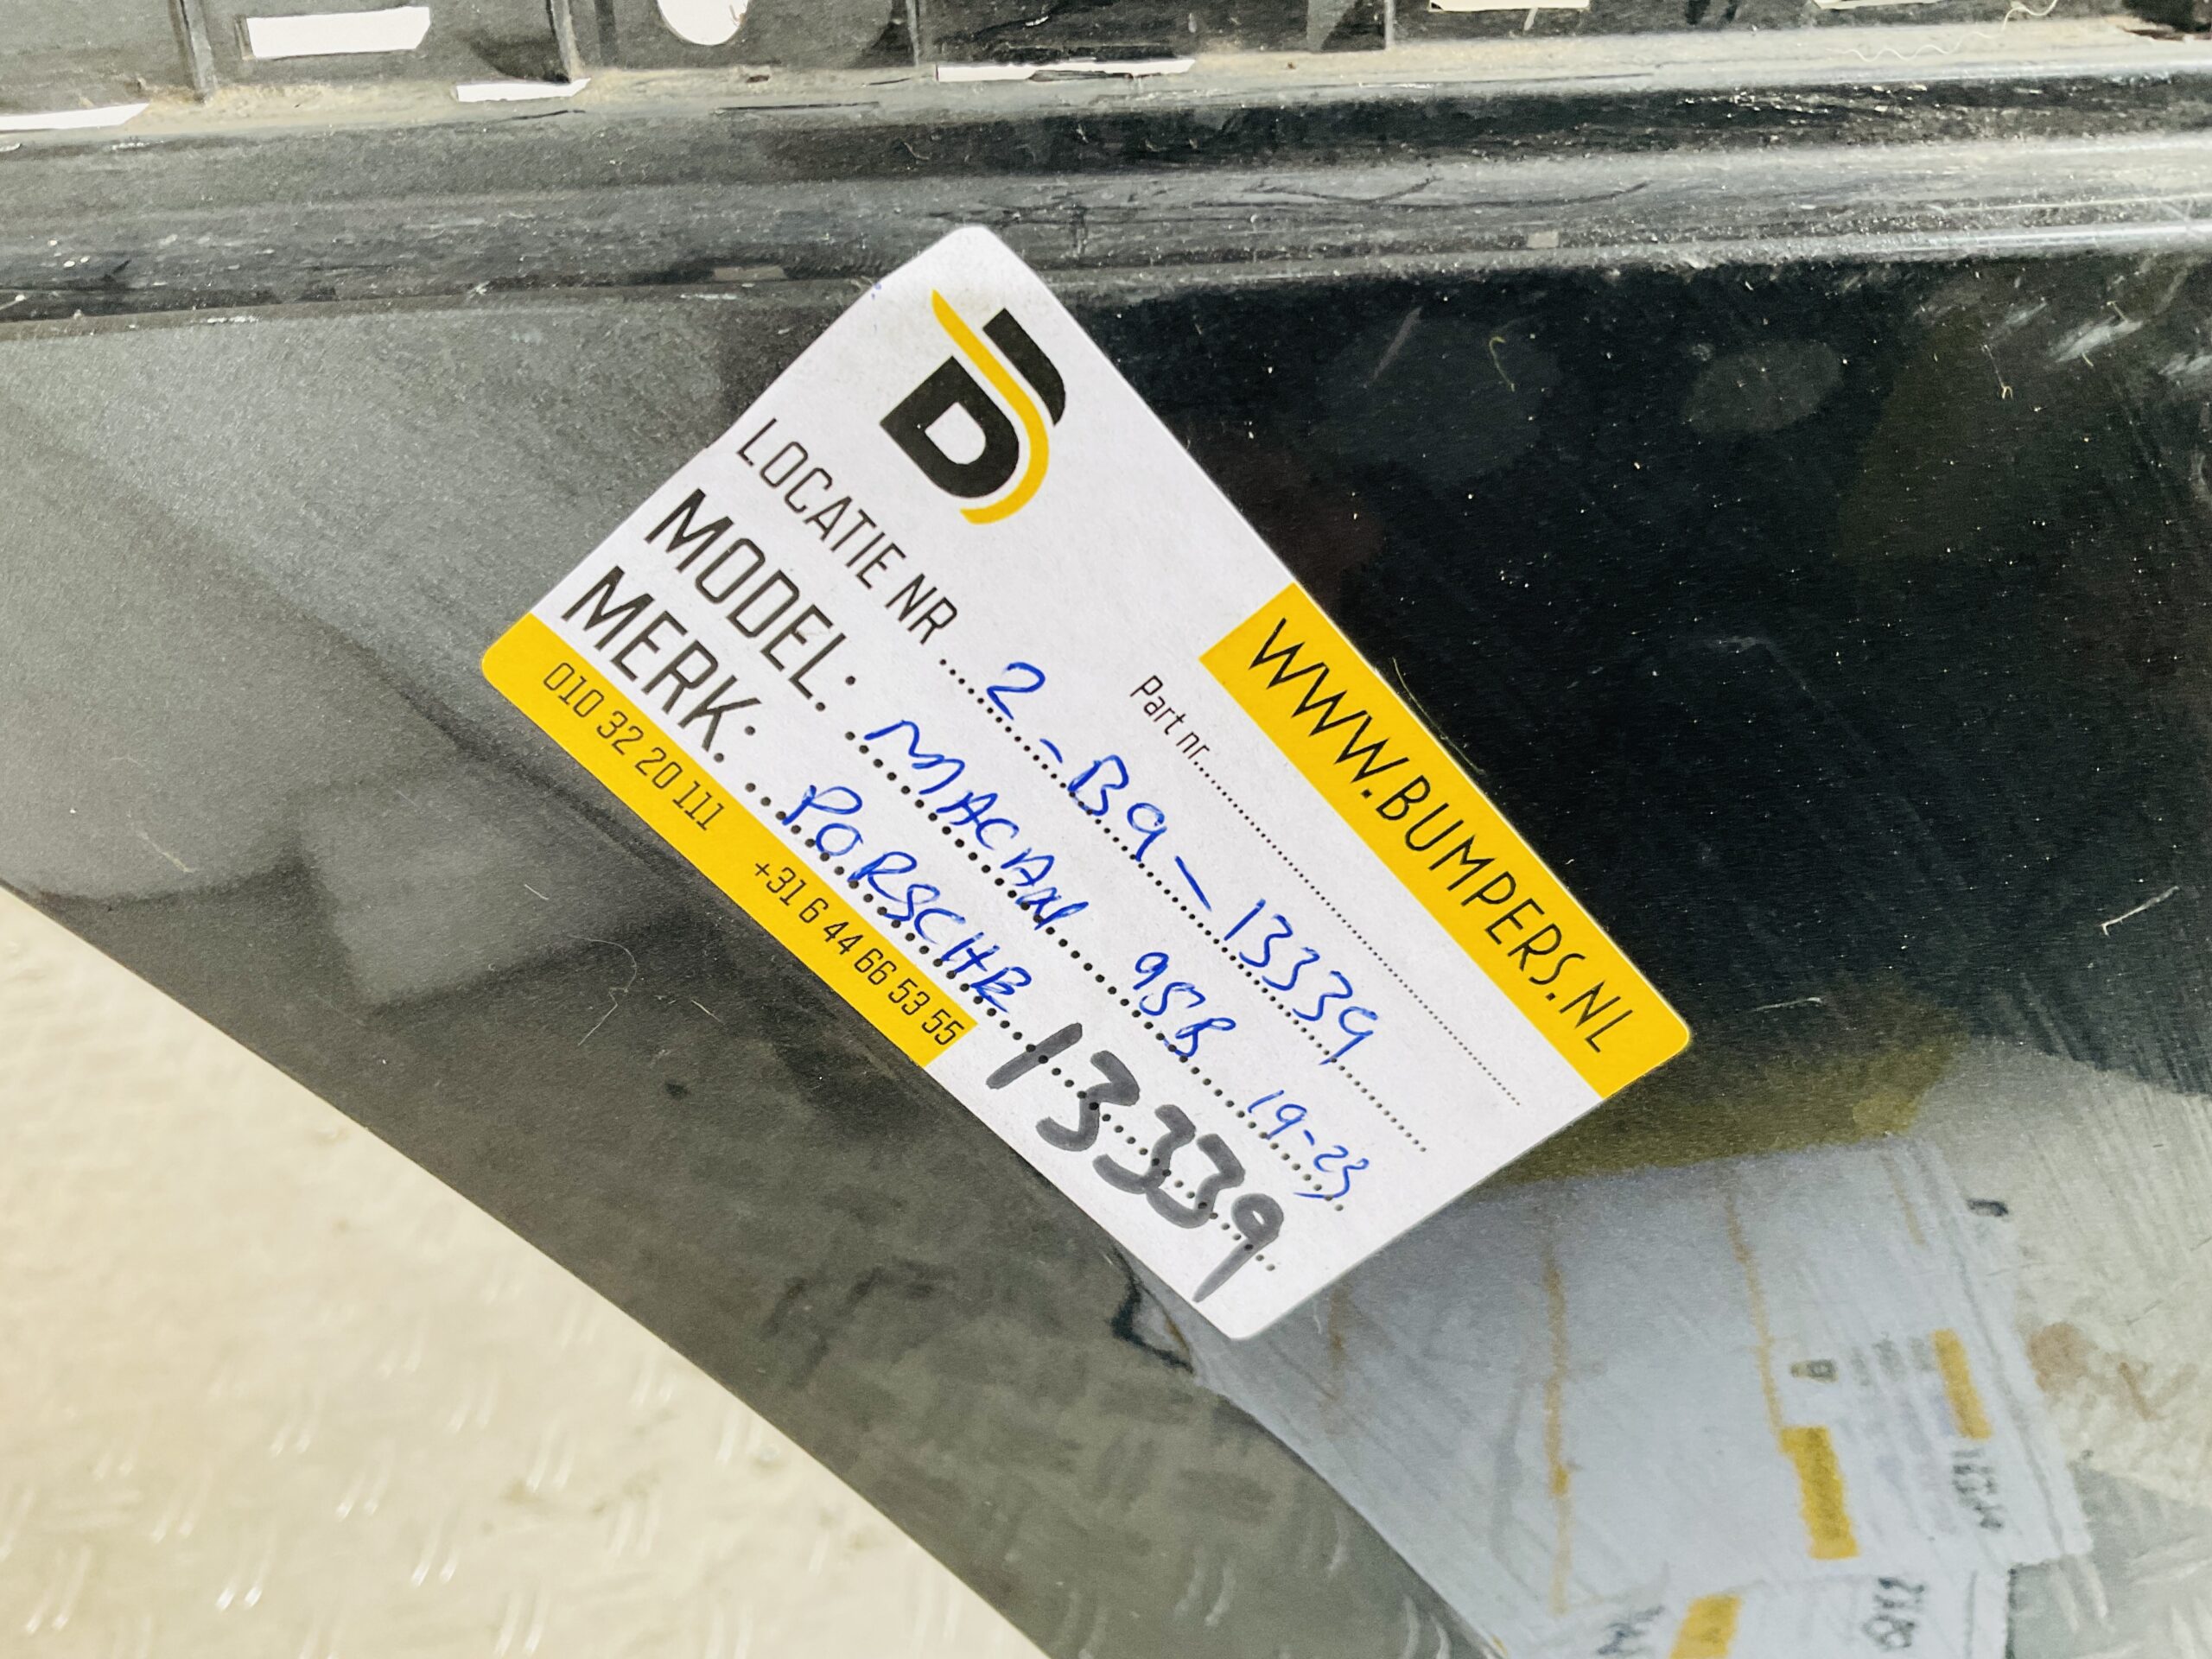 B
WWW.BUMPERS.NL
Part nr.
LOCATIE NR 2-B9-13339
MODEL: MACAN 95B 19-23
MERK: PORSCHE
13339
010 32 20 111 +31 6 44 66 53 55